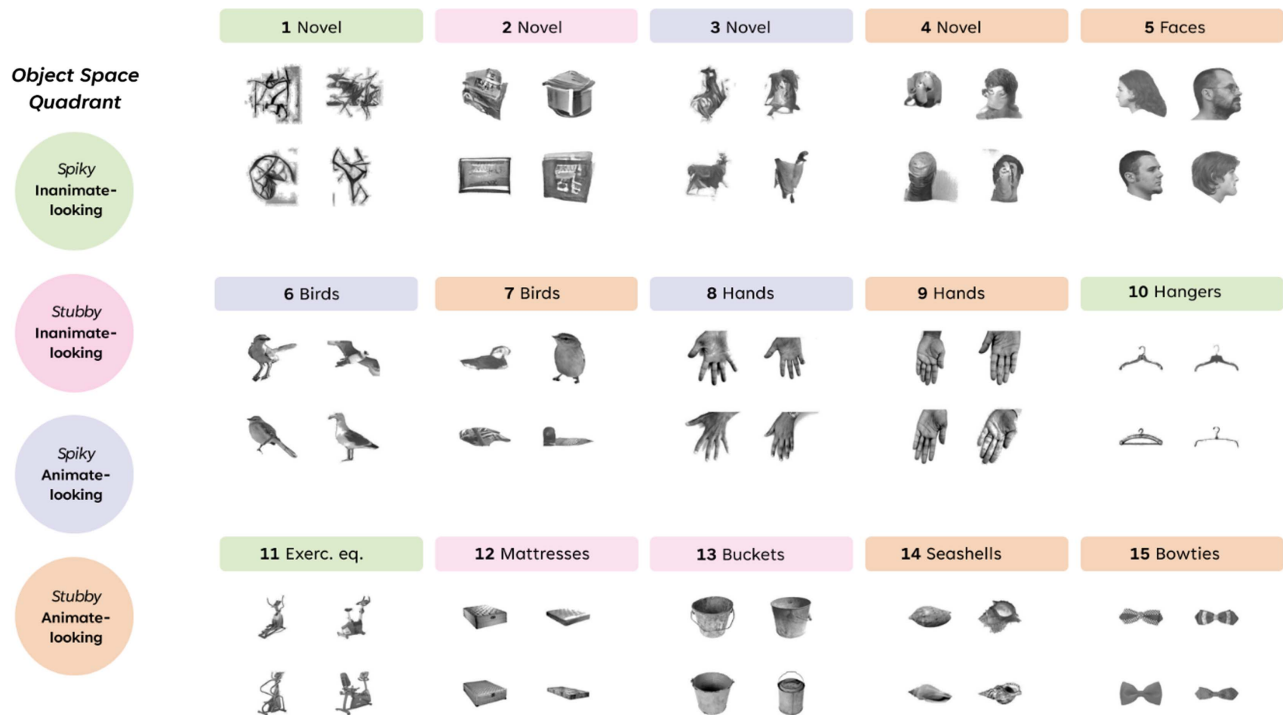 Object Space
Quadrant
Spiky
Inanimate-
looking
Stubby
Inanimate-
looking
Spiky
Animate-
looking
Stubby
Animate-
looking
1 Novel
2 Novel
3 Novel
4 Novel
5 Faces
6 Birds
7 Birds
8 Hands
9 Hands
10 Hangers
11 Exerc. eq.
12 Mattresses
13 Buckets
14 Seashells
15 Bowties